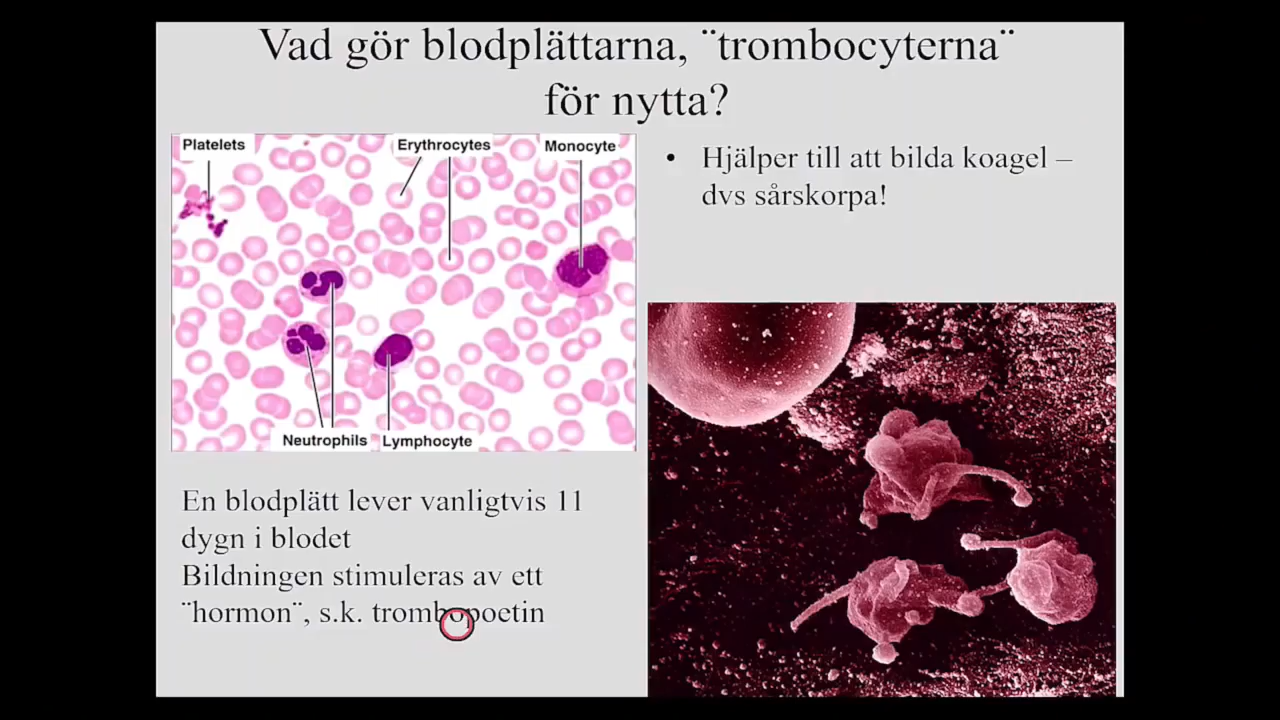 Vad gör blodplättarna, ¨trombocyterna¨
för nytta?
Platelets
Erythrocytes
Monocyte
Neutrophils
Lymphocyte
• Hjälper till att bilda koagel –
dvs sårskorpa!
En blodplätt lever vanligtvis 11
dygn i blodet
Bildningen stimuleras av ett
¨hormon¨, s.k. trombopoetin